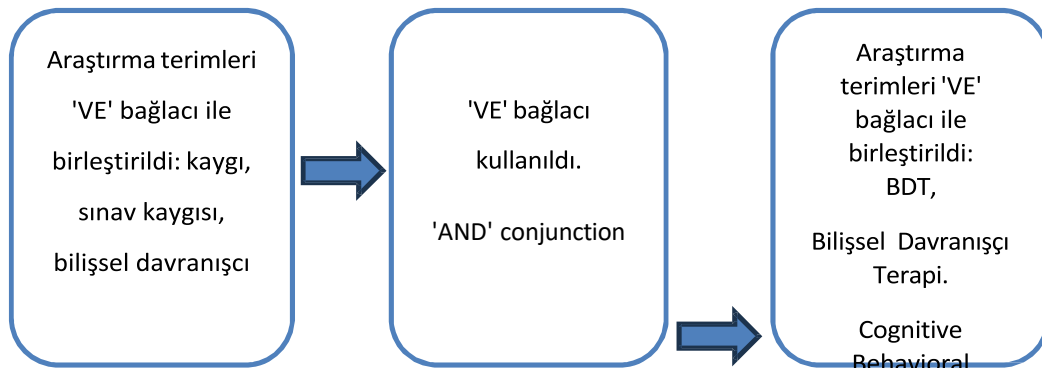 Araştırma terimleri
'VE' bağlacı ile
birleştirildi: kaygı,
sınav kaygısı,
bilişsel davranışcı
'VE' bağlacı
kullanıldı.
'AND' conjunction
Araştırma
terimleri 'VE'
bağlacı ile
birleştirildi:
BDT,
Bilişsel Davranışçı
Terapi.
Cognitive
Behavioral